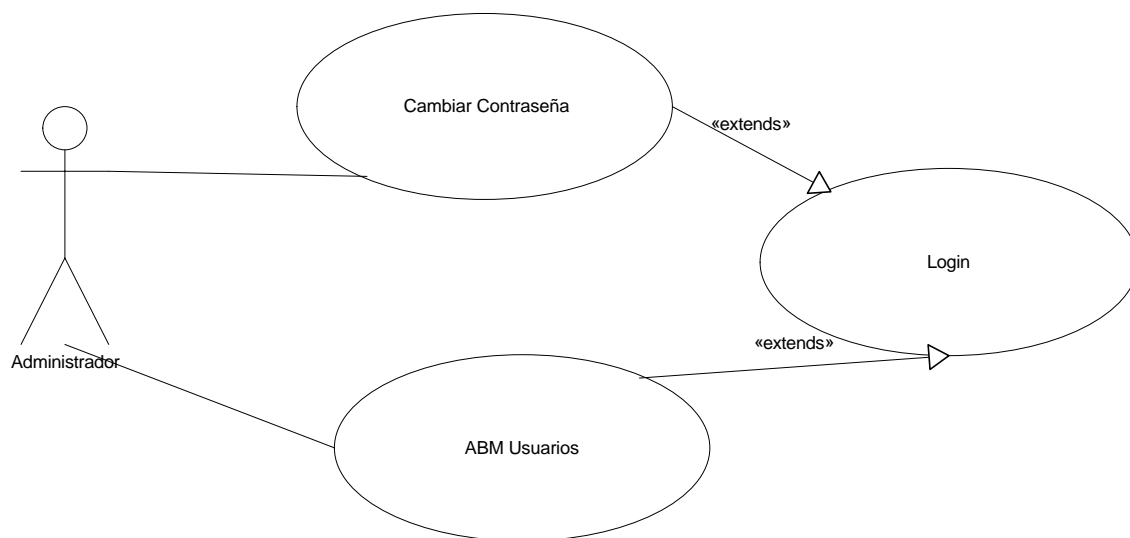 Cambiar Contraseña
«extends»
Login
«extends»
Administrador
ABM Usuarios